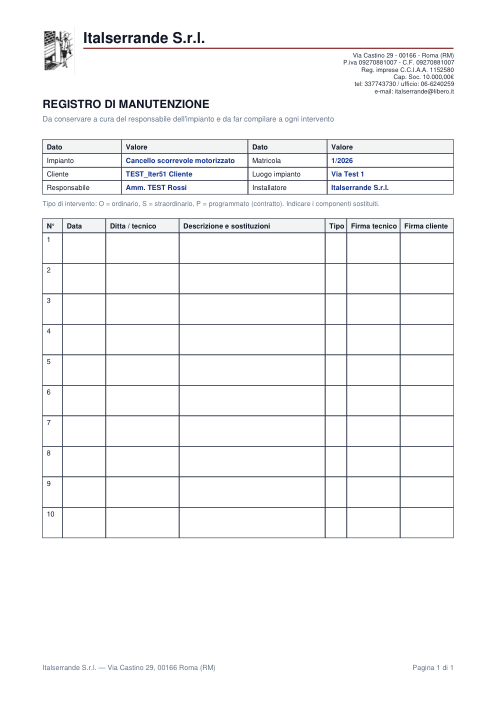 Italserrande S.r.l.
Via Castino 29 - 00166 - Roma (RM)
P.Iva 09270881007 - C.F. 09270881007
Reg. imprese C.C.I.A.A. 1152580
Cap. Soc. 10.000,00€
tel: 337743730 / ufficio: 06-6240259
e-mail: italserrande@libero.it
REGISTRO DI MANUTENZIONE
Da conservare a cura del responsabile dell'impianto e da far compilare a ogni intervento
Dato Valore Dato Valore
Impianto Cancello scorrevole motorizzato Matricola 1/2026
Cliente TEST_Iter51 Cliente Luogo impianto Via Test 1
Responsabile Amm. TEST Rossi Installatore Italserrande S.r.l.
Tipo di intervento: O = ordinario, S = straordinario, P = programmato (contratto). Indicare i componenti sostituiti.
N° Data Ditta / tecnico Descrizione e sostituzioni Tipo Firma tecnico Firma cliente
1
2
3
4
5
6
7
8
9
10
Italserrande S.r.l. — Via Castino 29, 00166 Roma (RM) Pagina 1 di 1